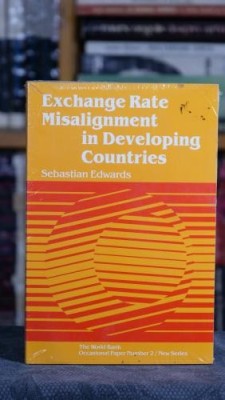 Exchange Rate
Misalignment
in Developing
Countries
Sebastian Edwards
The World Bank
Occasional Paper Number 2 / New Series